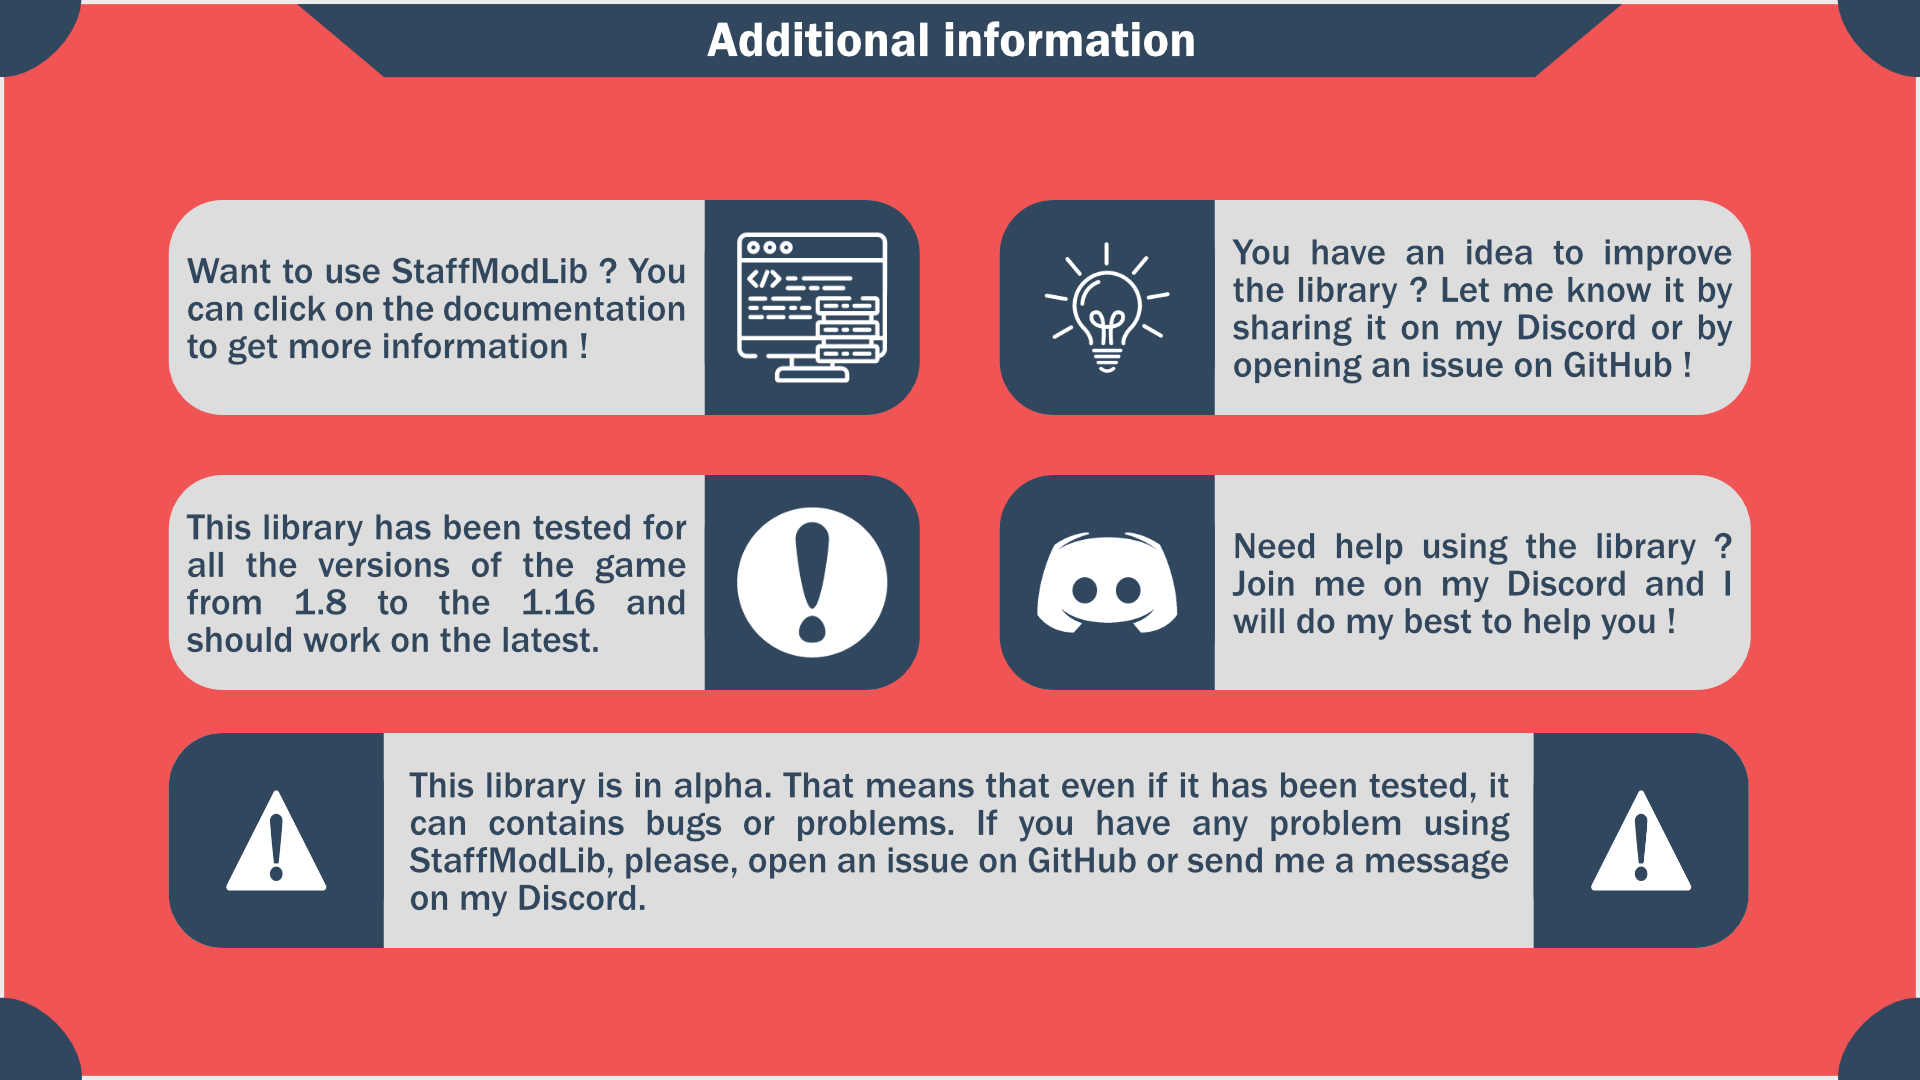 Additional information
Want to use StaffModLib ? You
can click on the documentation
to get more information !
You have an idea to improve
the library ? Let me know it by
sharing it on my Discord or by
opening an issue on GitHub !
This library has been tested for
all the versions of the game
from 1.8 to the 1.16 and
should work on the latest.
Need help using the library ?
Join me on my Discord and I
will do my best to help you !
This library is in alpha. That means that even if it has been tested, it
can contains bugs or problems. If you have any problem using
StaffModLib, please, open an issue on GitHub or send me a message
on my Discord.